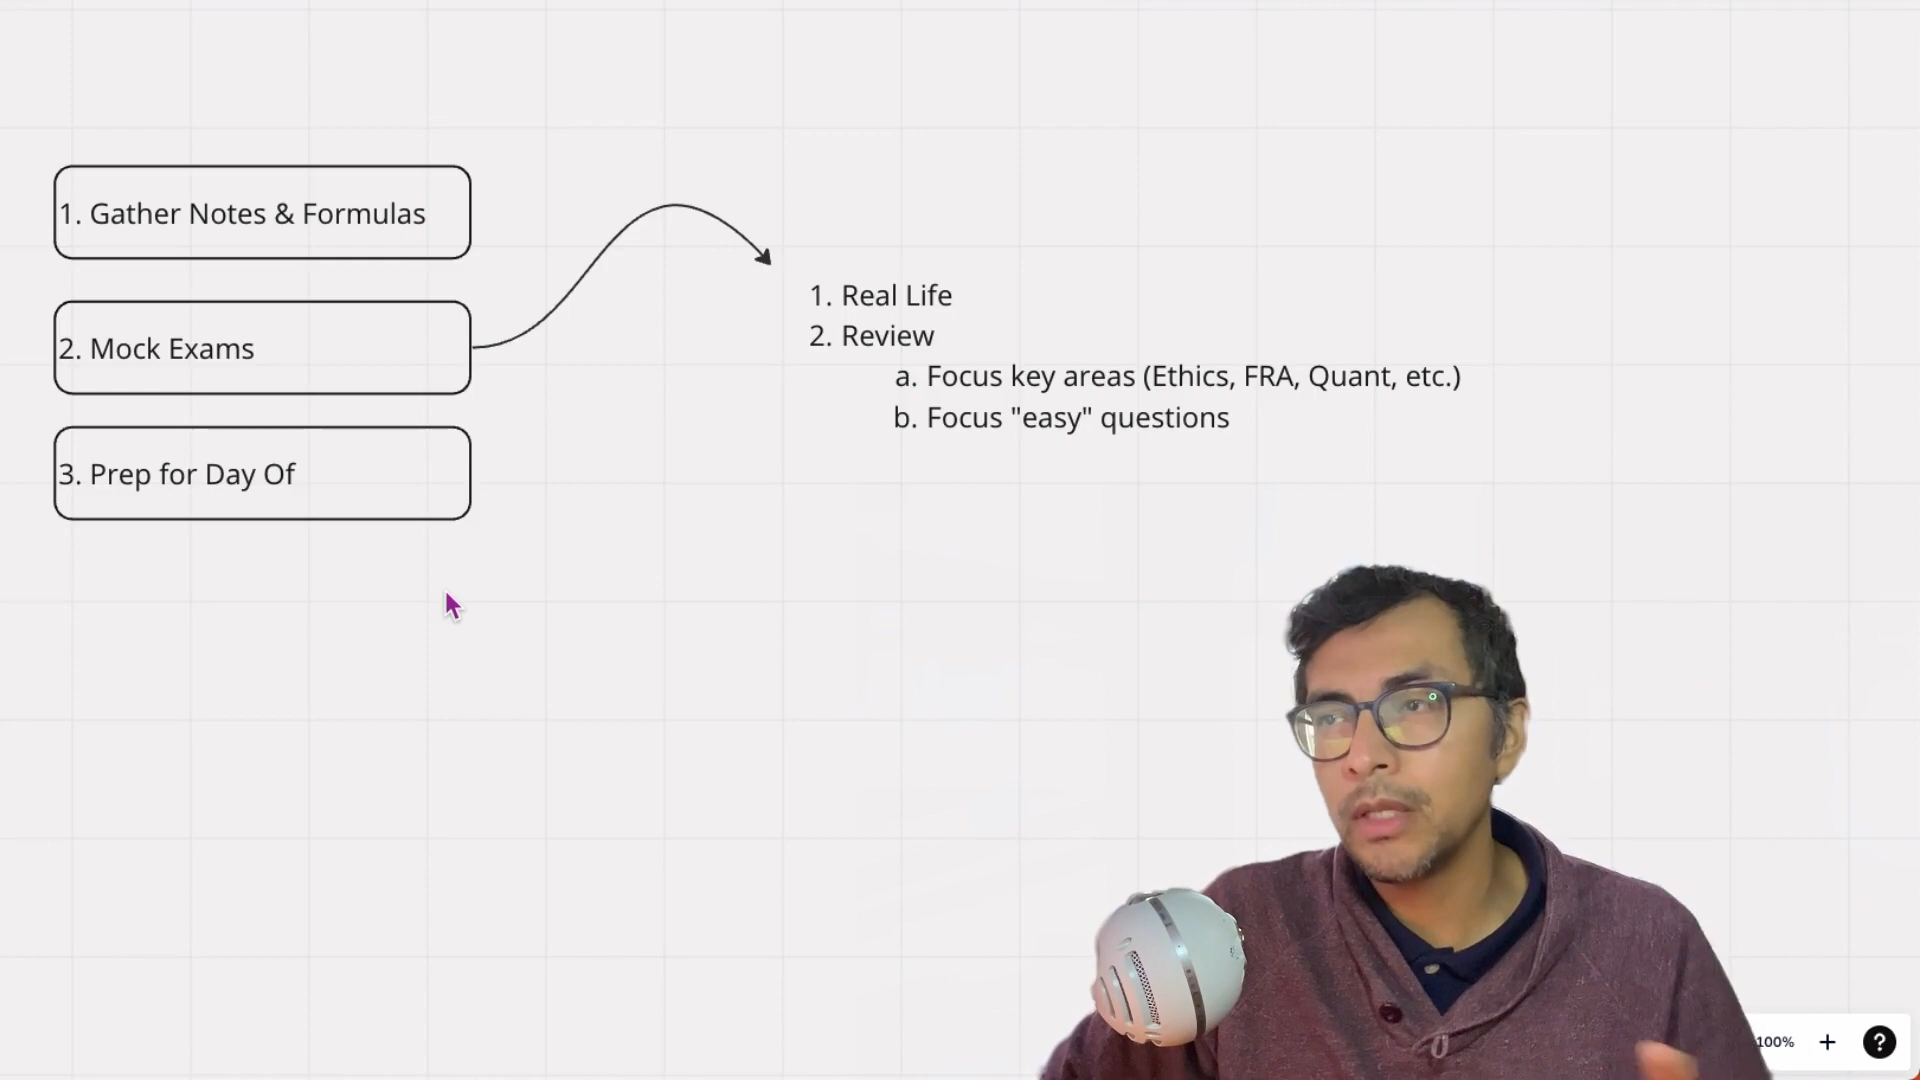 1. Gather Notes & Formulas
2. Mock Exams
3. Prep for Day Of
1. Real Life
2. Review
a. Focus key areas (Ethics, FRA, Quant, etc.)
b. Focus "easy" questions
100% + ?